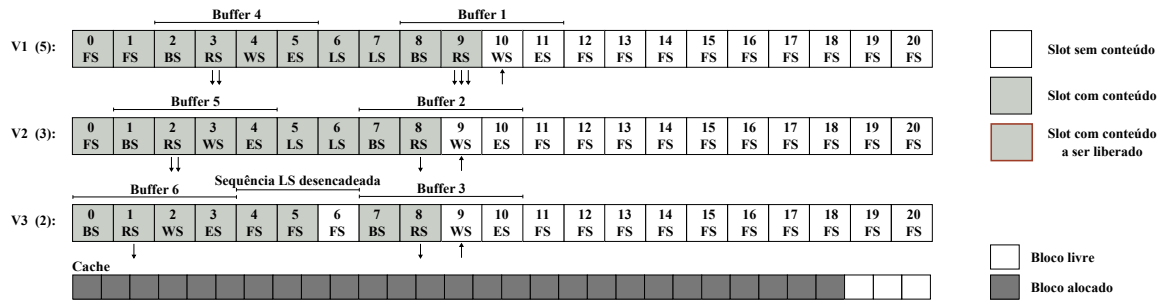 Buffer 4 Buffer 1
V1 (5): 0 1 2 3 4 5 6 7 8 9 10 11 12 13 14 15 16 17 18 19 20
FS FS BS RS WS ES LS LS BS RS WS ES FS FS FS FS FS FS FS FS FS
Slot sem conteúdo
Slot com conteúdo
Buffer 5 Buffer 2
V2 (3): 0 1 2 3 4 5 6 7 8 9 10 11 12 13 14 15 16 17 18 19 20
FS BS RS WS ES LS LS BS RS WS ES FS FS FS FS FS FS FS FS FS FS
Slot com conteúdo
a ser liberado
Buffer 6 Sequência LS desencadeada Buffer 3
V3 (2): 0 1 2 3 4 5 6 7 8 9 10 11 12 13 14 15 16 17 18 19 20
BS RS WS ES FS FS FS BS RS WS ES FS FS FS FS FS FS FS FS FS FS
Cache
Bloco livre
Bloco alocado